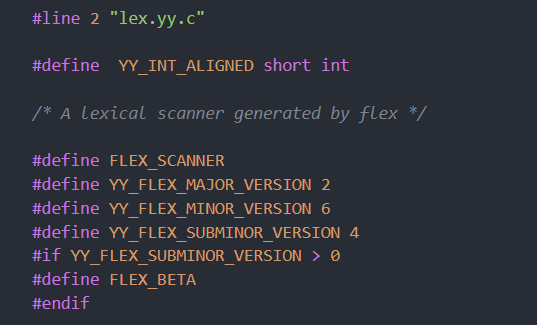 #line 2 "lex.yy.c"
#define  YY_INT_ALIGNED short int
/* A lexical scanner generated by flex */
#define FLEX_SCANNER
#define YY_FLEX_MAJOR_VERSION 2
#define YY_FLEX_MINOR_VERSION 6
#define YY_FLEX_SUBMINOR_VERSION 4
#if YY_FLEX_SUBMINOR_VERSION > 0
#define FLEX_BETA
#endif